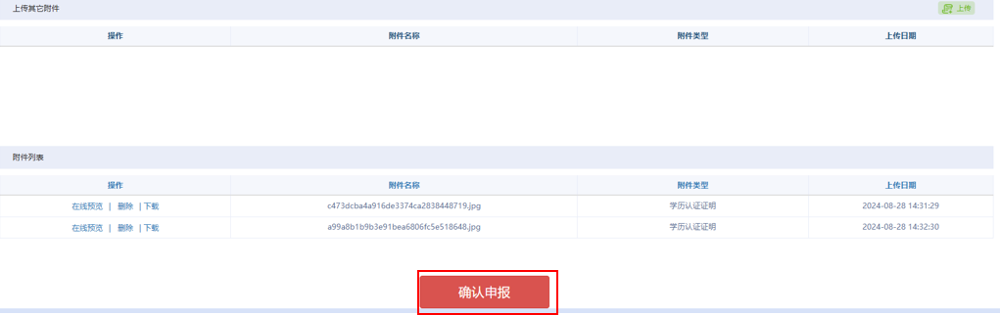 上传其它附件 上传
操作 附件名称 附件类型 上传日期
附件列表
操作 附件名称 附件类型 上传日期
在线预览 | 删除 | 下载 c473dcba4a916de3374ca2838448719.jpg 学历认证证明 2024-08-28 14:31:29
在线预览 | 删除 | 下载 a99a8b1b9b3e91bea6806fc5e518648.jpg 学历认证证明 2024-08-28 14:32:30
确认申报